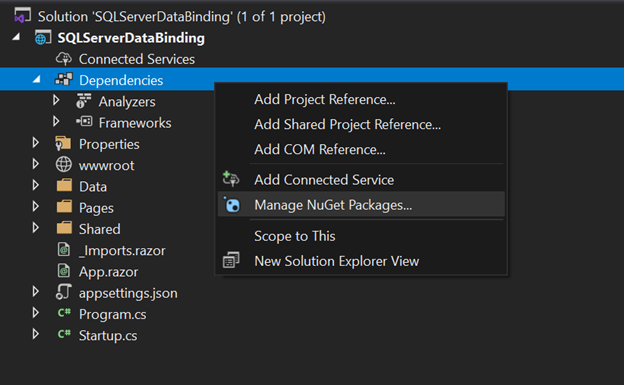 Solution 'SQLServerDataBinding' (1 of 1 project)
SQLServerDataBinding
Connected Services
Dependencies
Analyzers
Frameworks
Properties
wwwroot
Data
Pages
Shared
_Imports.razor
App.razor
appsettings.json
C# Program.cs
C# Startup.cs
Add Project Reference...
Add Shared Project Reference...
Add COM Reference...
Add Connected Service
Manage NuGet Packages...
Scope to This
New Solution Explorer View